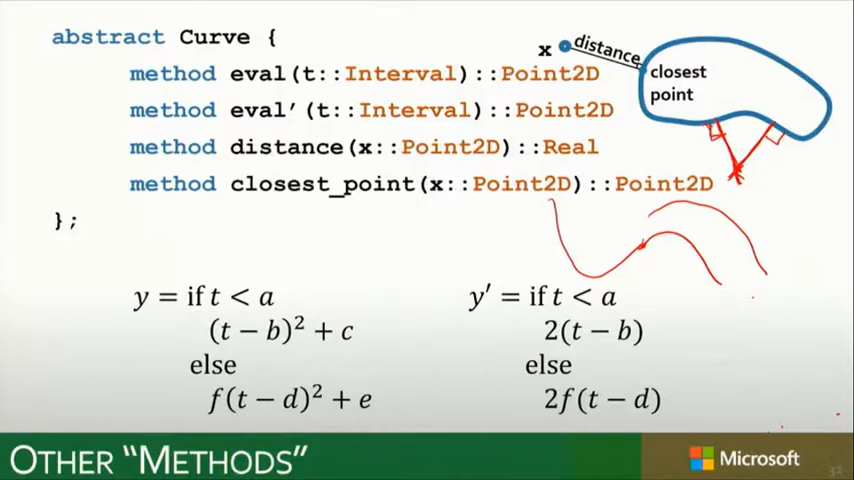 abstract Curve {
method eval(t::Interval)::Point2D
method eval’(t::Interval)::Point2D
method distance(x::Point2D)::Real
method closest_point(x::Point2D)::Point2D
};
x
distance
closest
point
y = if t < a
(t − b)² + c
else
f(t − d)² + e
y′ = if t < a
2(t − b)
else
2f(t − d)
OTHER “METHODS”
Microsoft
32